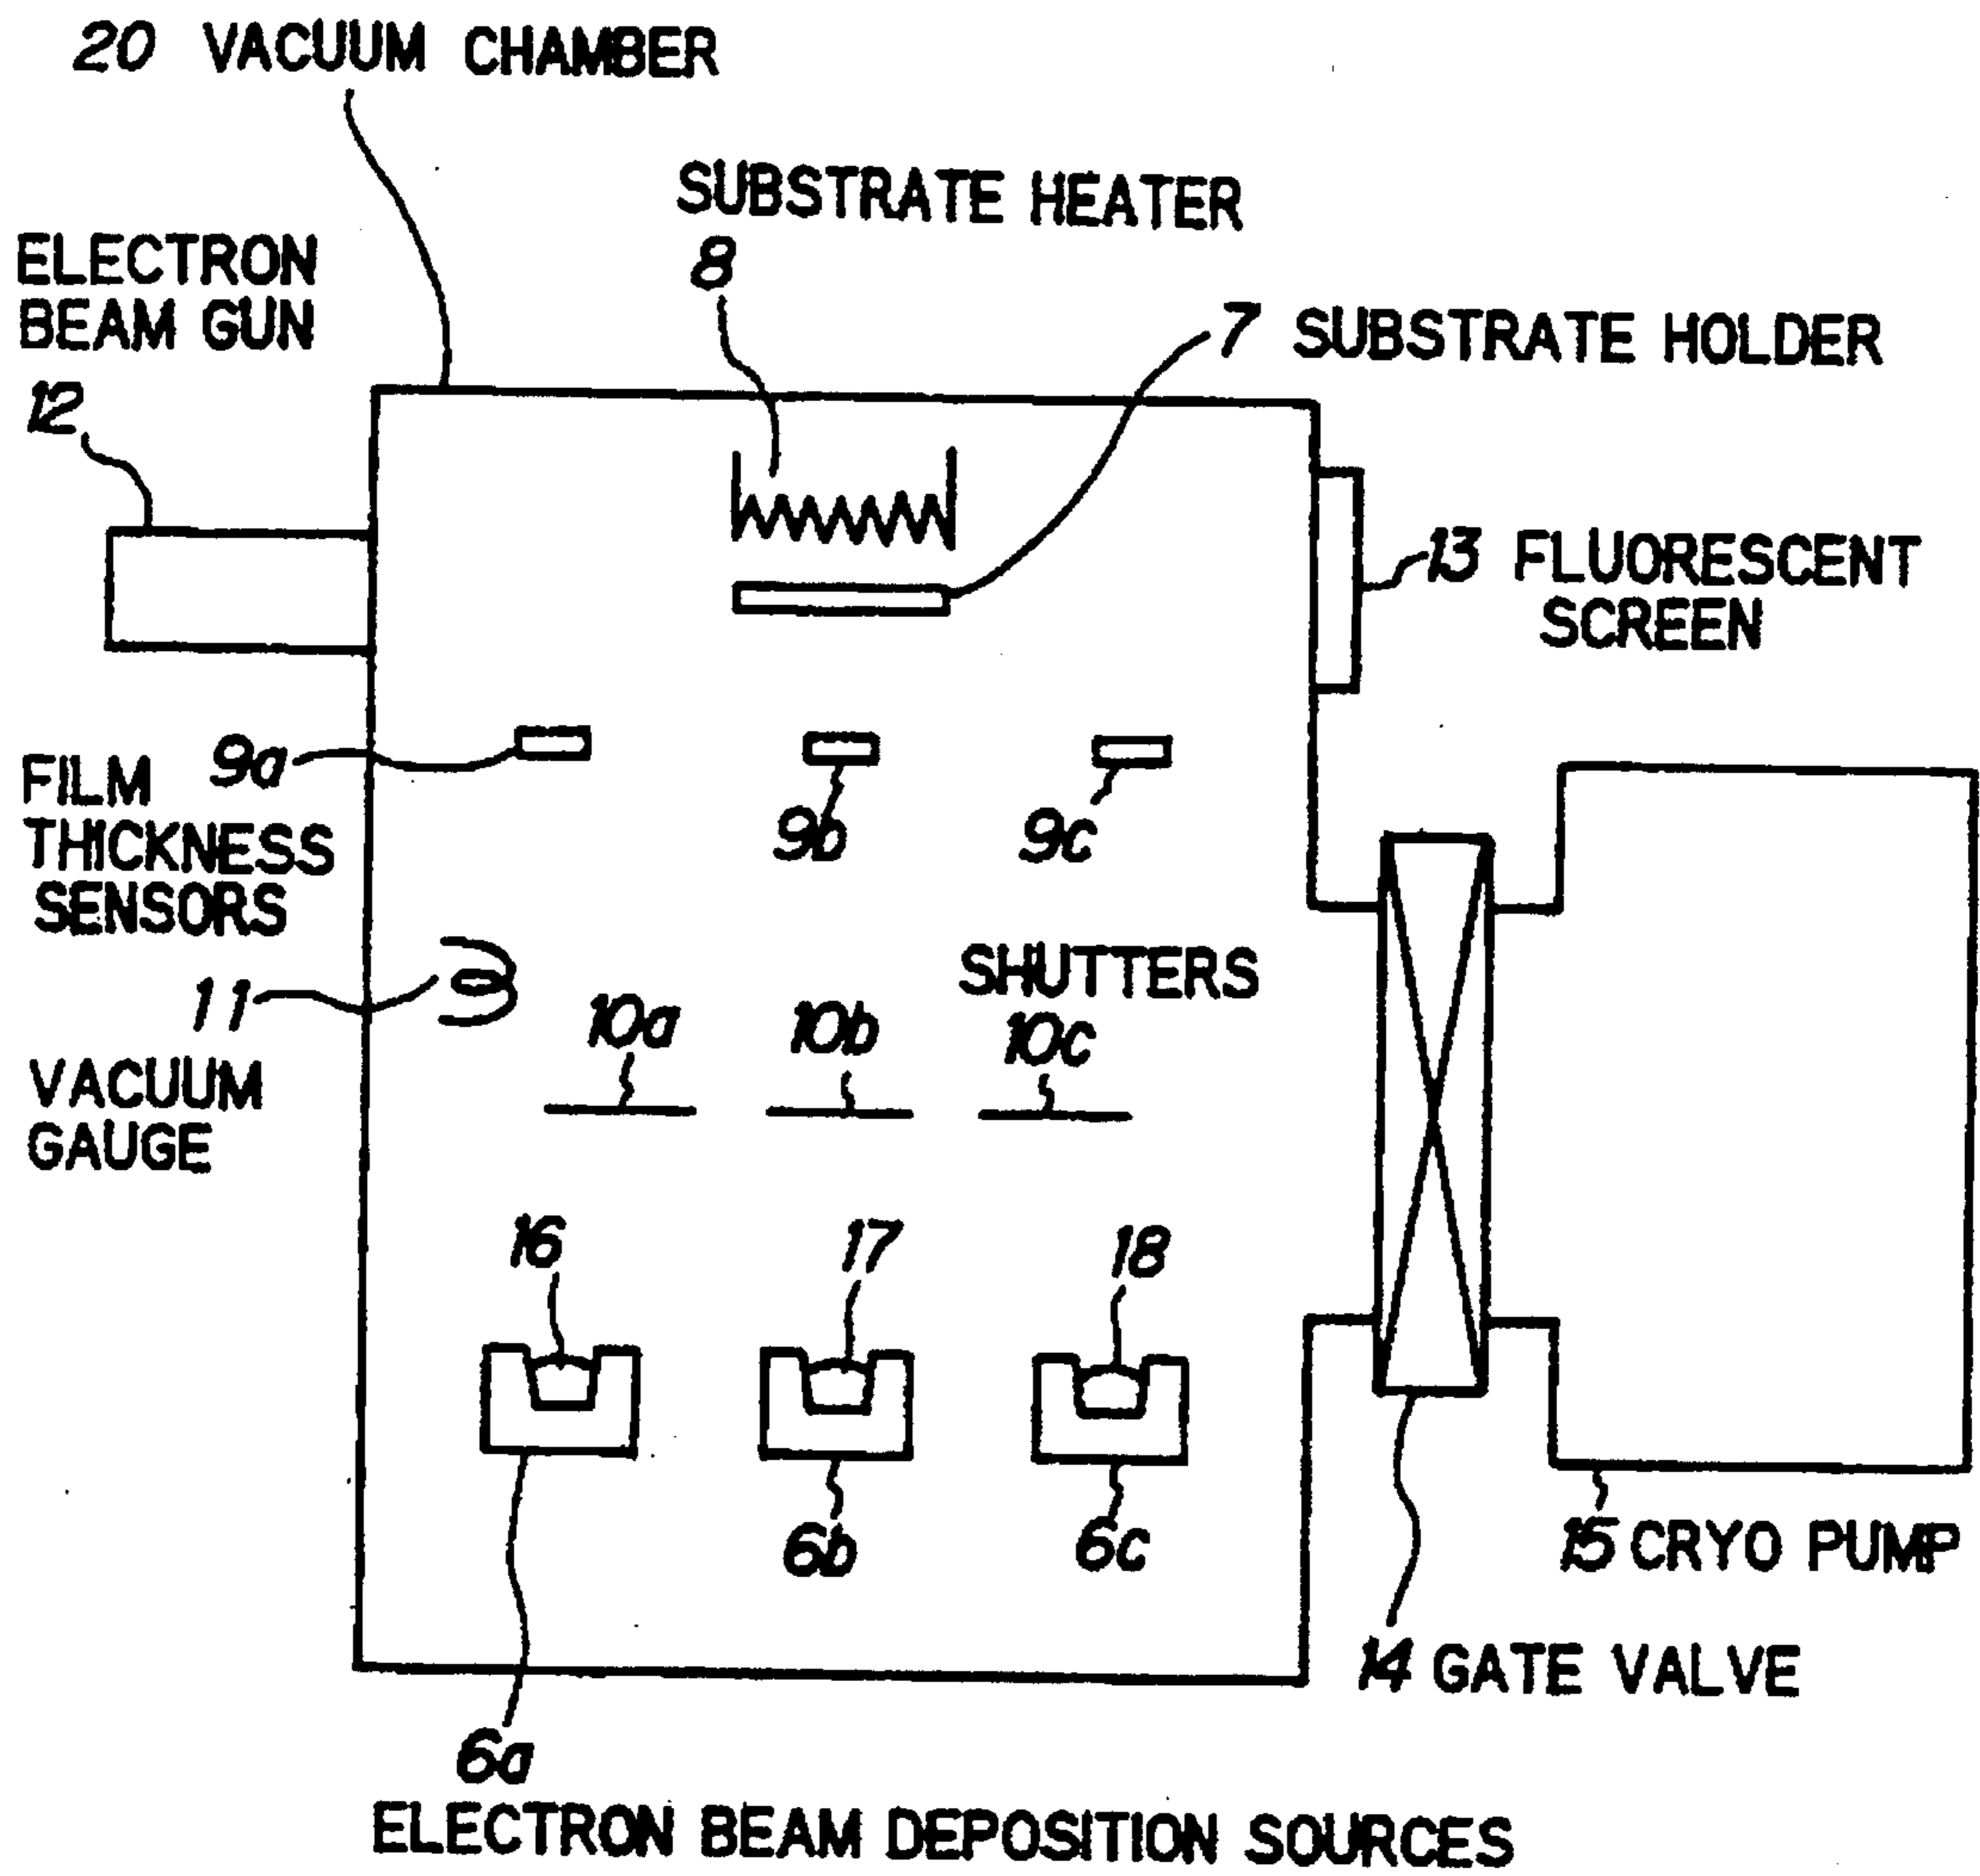 20 VACUUM CHAMBER
SUBSTRATE HEATER
8
ELECTRON
BEAM GUN
12
7 SUBSTRATE HOLDER
13 FLUORESCENT
SCREEN
9a
9b
9c
FILM
THICKNESS
SENSORS
11
VACUUM
GAUGE
SHUTTERS
10a
10b
10c
16
17
18
6b
6c
15 CRYO PUMP
14 GATE VALVE
6a
ELECTRON BEAM DEPOSITION SOURCES